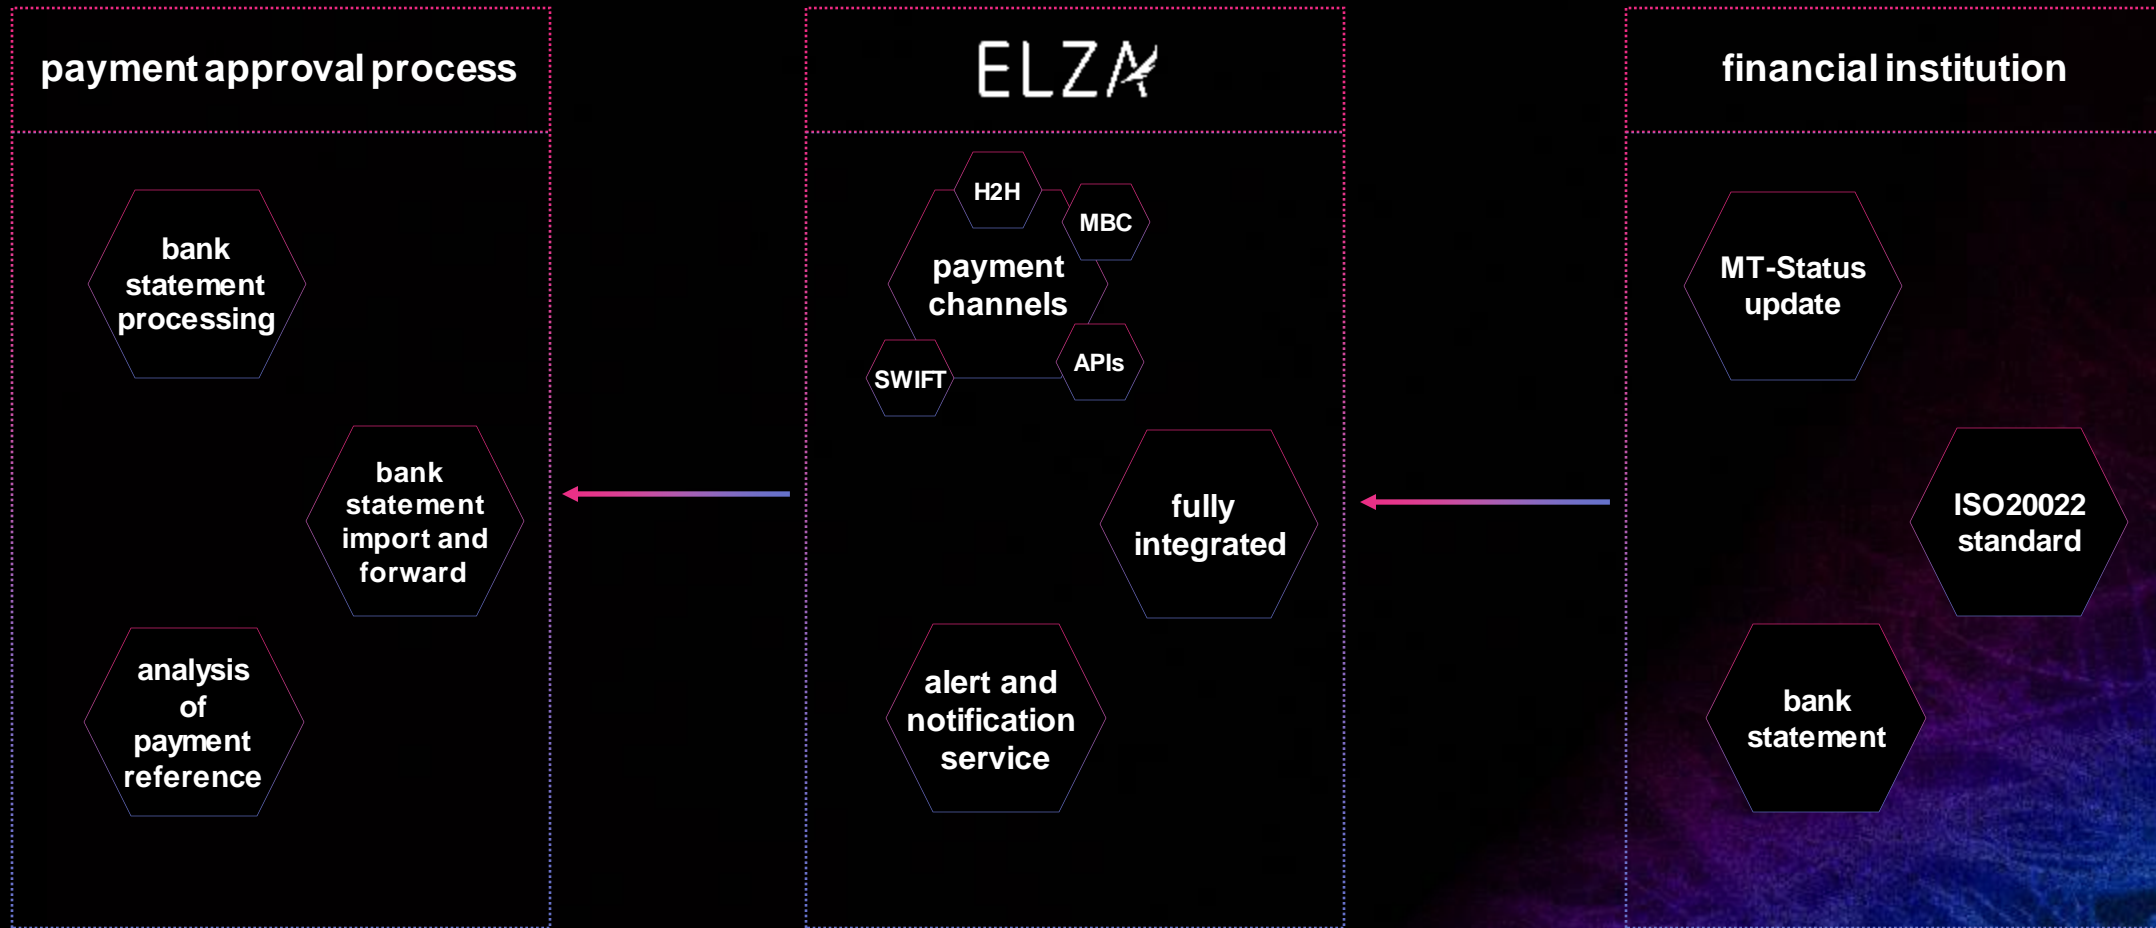 payment approval process
bank
statement
processing
bank
statement
import and
forward
analysis
of
payment
reference
ELZA
H2H
MBC
payment
channels
SWIFT
APIs
fully
integrated
alert and
notification
service
financial institution
MT-Status
update
ISO20022
standard
bank
statement